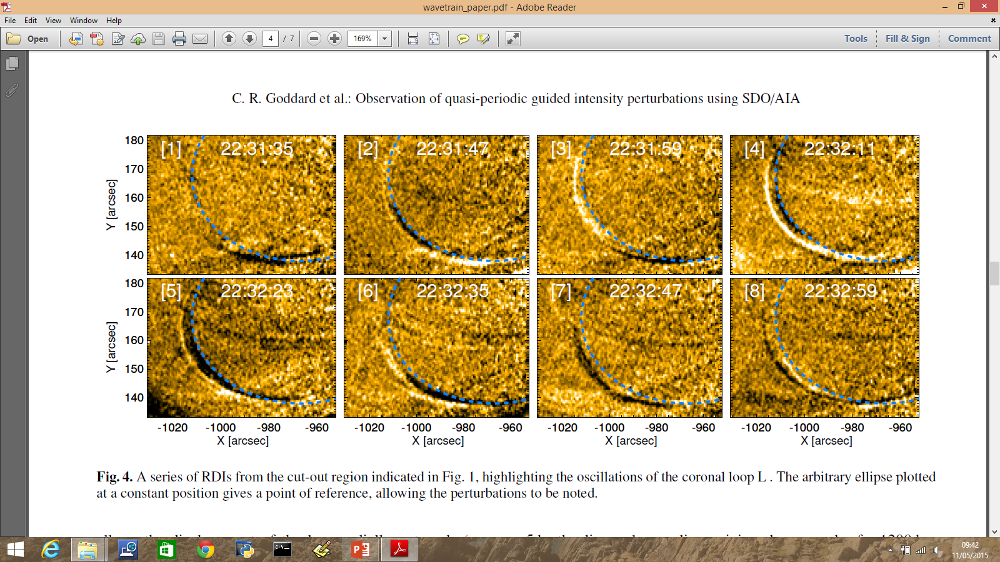 wavetrain_paper.pdf - Adobe Reader
File Edit View Window Help
Open 4 / 7 169% Tools Fill & Sign Comment
C. R. Goddard et al.: Observation of quasi-periodic guided intensity perturbations using SDO/AIA
[1] 22:31:35 [2] 22:31:47 [3] 22:31:59 [4] 22:32:11
180
170
160
150
140
Y [arcsec]
[5] 22:32:23 [6] 22:32:35 [7] 22:32:47 [8] 22:32:59
180
170
160
150
140
Y [arcsec]
-1020 -1000 -980 -960 -1020 -1000 -980 -960 -1020 -1000 -980 -960 -1020 -1000 -980 -960
X [arcsec] X [arcsec] X [arcsec] X [arcsec]
Fig. 4. A series of RDIs from the cut-out region indicated in Fig. 1, highlighting the oscillations of the coronal loop L . The arbitrary ellipse plotted
at a constant position gives a point of reference, allowing the perturbations to be noted.
09:42
11/05/2015